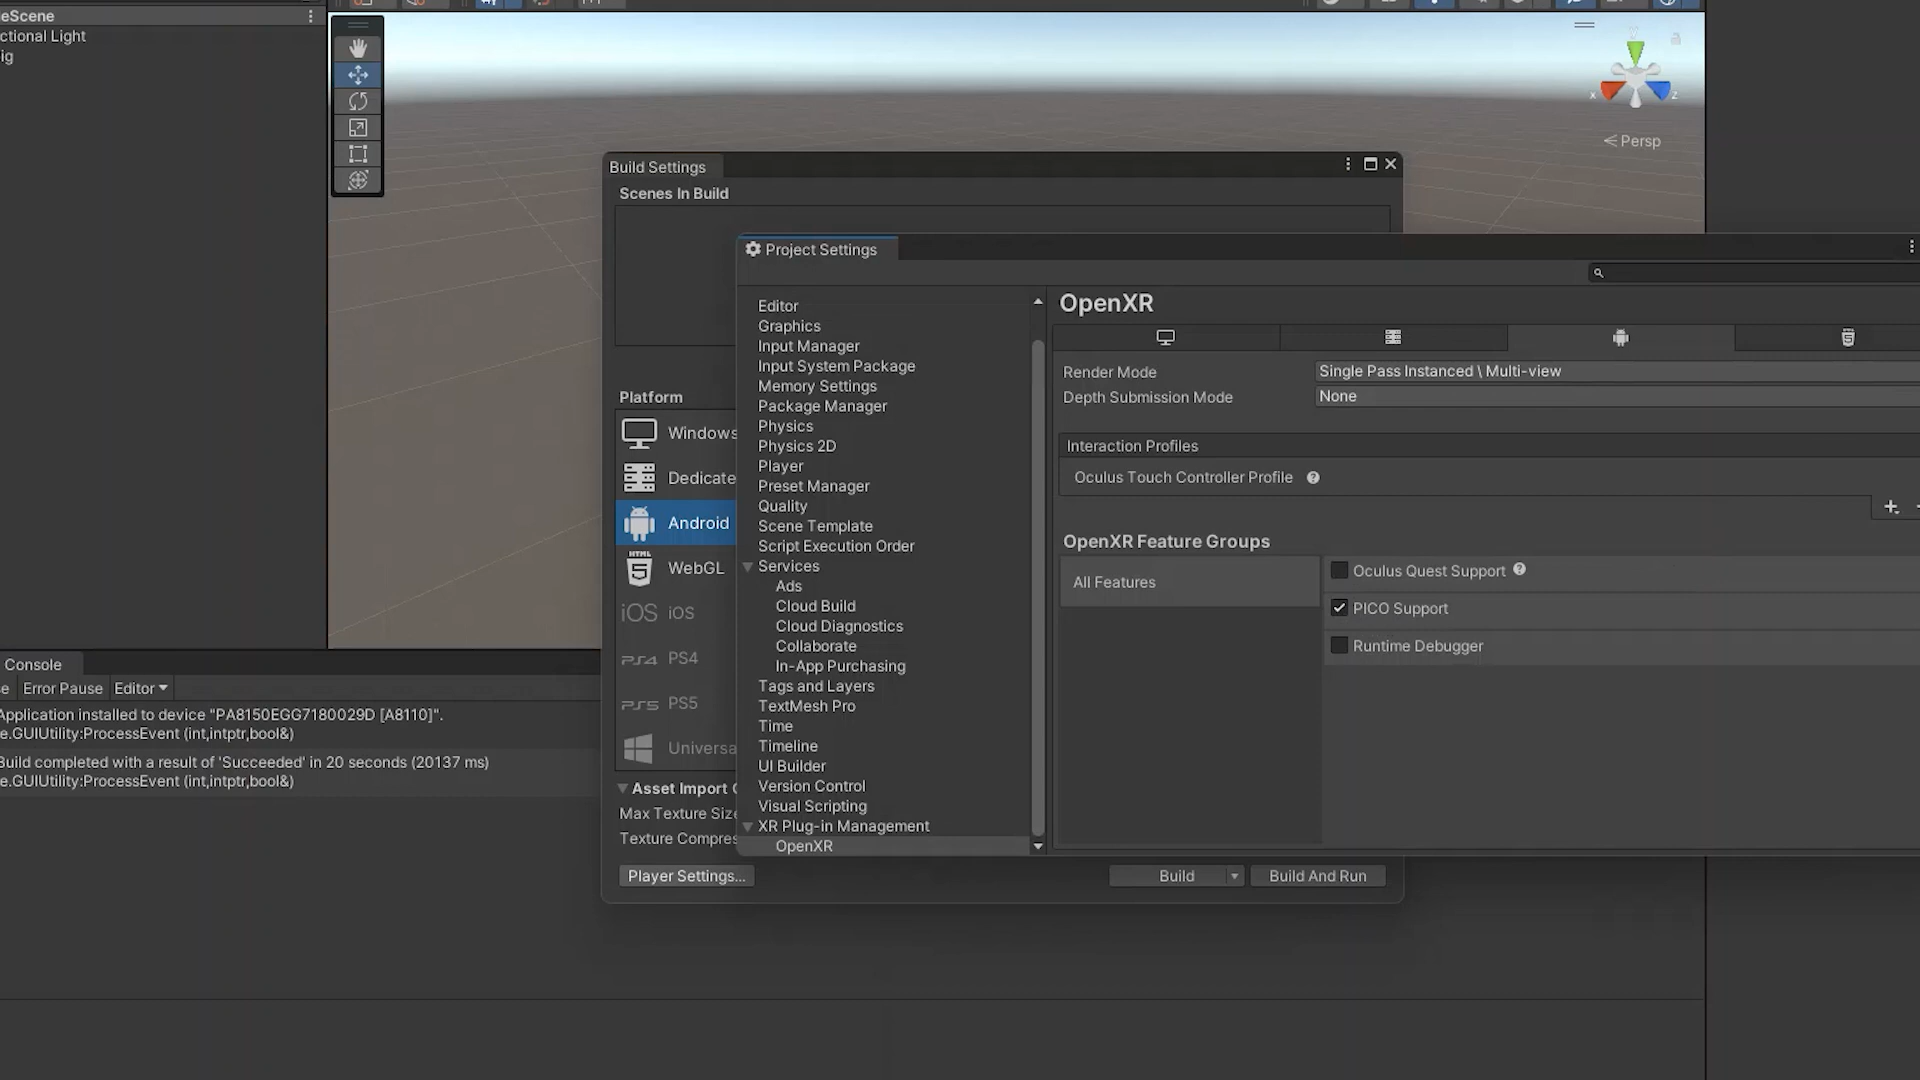 eScene
ctional Light
ig
Persp
x
z
Build Settings
Scenes In Build
Platform
Windows
Dedicate
Android
HTML
5
WebGL
iOS iOS
PS4 PS4
PS5 PS5
Universa
Asset Import O
Max Texture Size
Texture Compres
Player Settings...
Build
Build And Run
Project Settings
Editor
Graphics
Input Manager
Input System Package
Memory Settings
Package Manager
Physics
Physics 2D
Player
Preset Manager
Quality
Scene Template
Script Execution Order
Services
Ads
Cloud Build
Cloud Diagnostics
Collaborate
In-App Purchasing
Tags and Layers
TextMesh Pro
Time
Timeline
UI Builder
Version Control
Visual Scripting
XR Plug-in Management
OpenXR
OpenXR
Render Mode
Single Pass Instanced \ Multi-view
Depth Submission Mode
None
Interaction Profiles
Oculus Touch Controller Profile
OpenXR Feature Groups
All Features
Oculus Quest Support
PICO Support
Runtime Debugger
Console
e Error Pause Editor
Application installed to device "PA8150EGG7180029D [A8110]".
e.GUIUtility:ProcessEvent (int,intptr,bool&)
Build completed with a result of 'Succeeded' in 20 seconds (20137 ms)
e.GUIUtility:ProcessEvent (int,intptr,bool&)